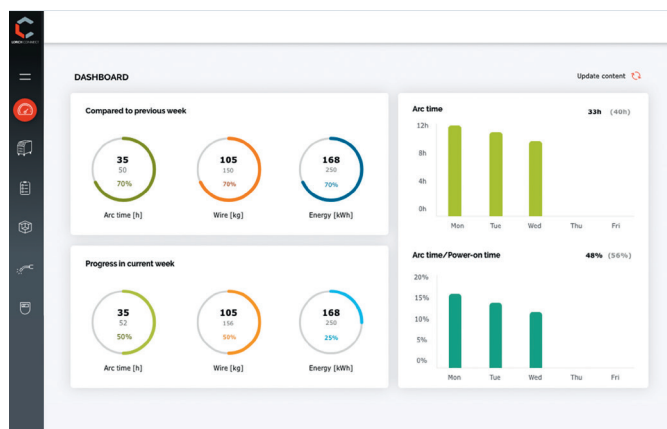 LORCH CONNECT
DASHBOARD
Update content
Compared to previous week
35
50
70%
Arc time [h]
105
150
70%
Wire [kg]
168
250
70%
Energy [kWh]
Progress in current week
35
52
50%
Arc time [h]
105
156
50%
Wire [kg]
168
250
25%
Energy [kWh]
Arc time
33h (40h)
12h
8h
4h
0h
Mon Tue Wed Thu Fri
Arc time/Power-on time
48% (56%)
20%
15%
10%
5%
0%
Mon Tue Wed Thu Fri